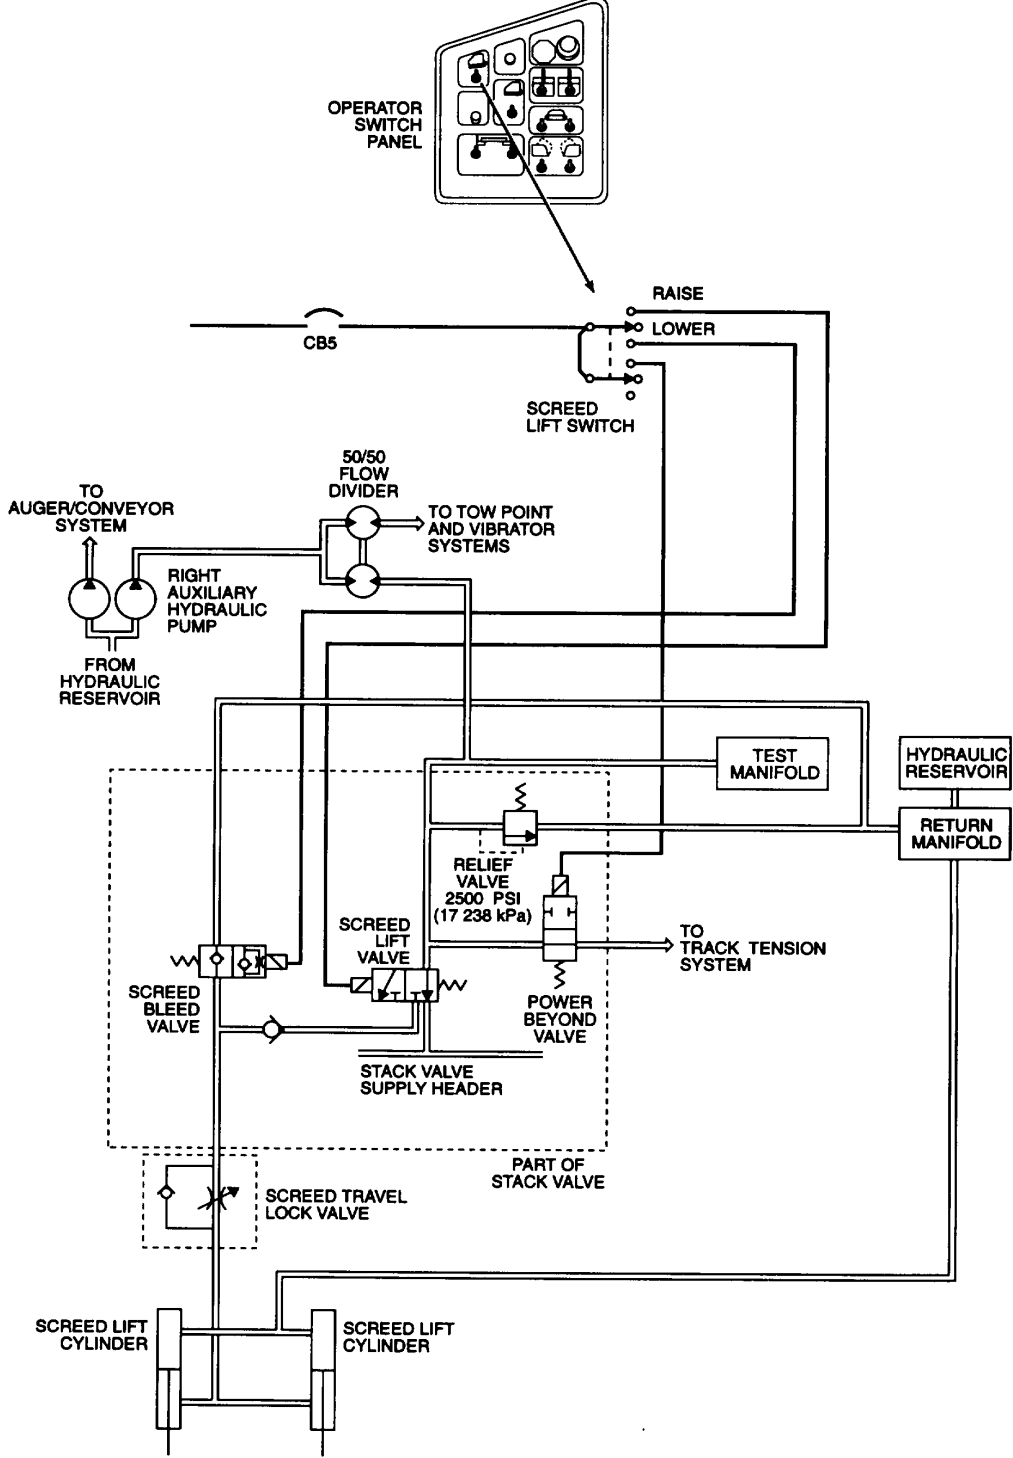 OPERATOR
SWITCH
PANEL
RAISE
LOWER
CB5
SCREED
LIFT SWITCH
50/50
FLOW
DIVIDER
TO
AUGER/CONVEYOR
SYSTEM
TO TOW POINT
AND VIBRATOR
SYSTEMS
RIGHT
AUXILIARY
HYDRAULIC
PUMP
FROM
HYDRAULIC
RESERVOIR
TEST
MANIFOLD
HYDRAULIC
RESERVOIR
RETURN
MANIFOLD
RELIEF
VALVE
2500 PSI
(17 238 kPa)
SCREED
LIFT
VALVE
TO
TRACK TENSION
SYSTEM
SCREED
BLEED
VALVE
POWER
BEYOND
VALVE
STACK VALVE
SUPPLY HEADER
PART OF
STACK VALVE
SCREED TRAVEL
LOCK VALVE
SCREED LIFT
CYLINDER
SCREED LIFT
CYLINDER